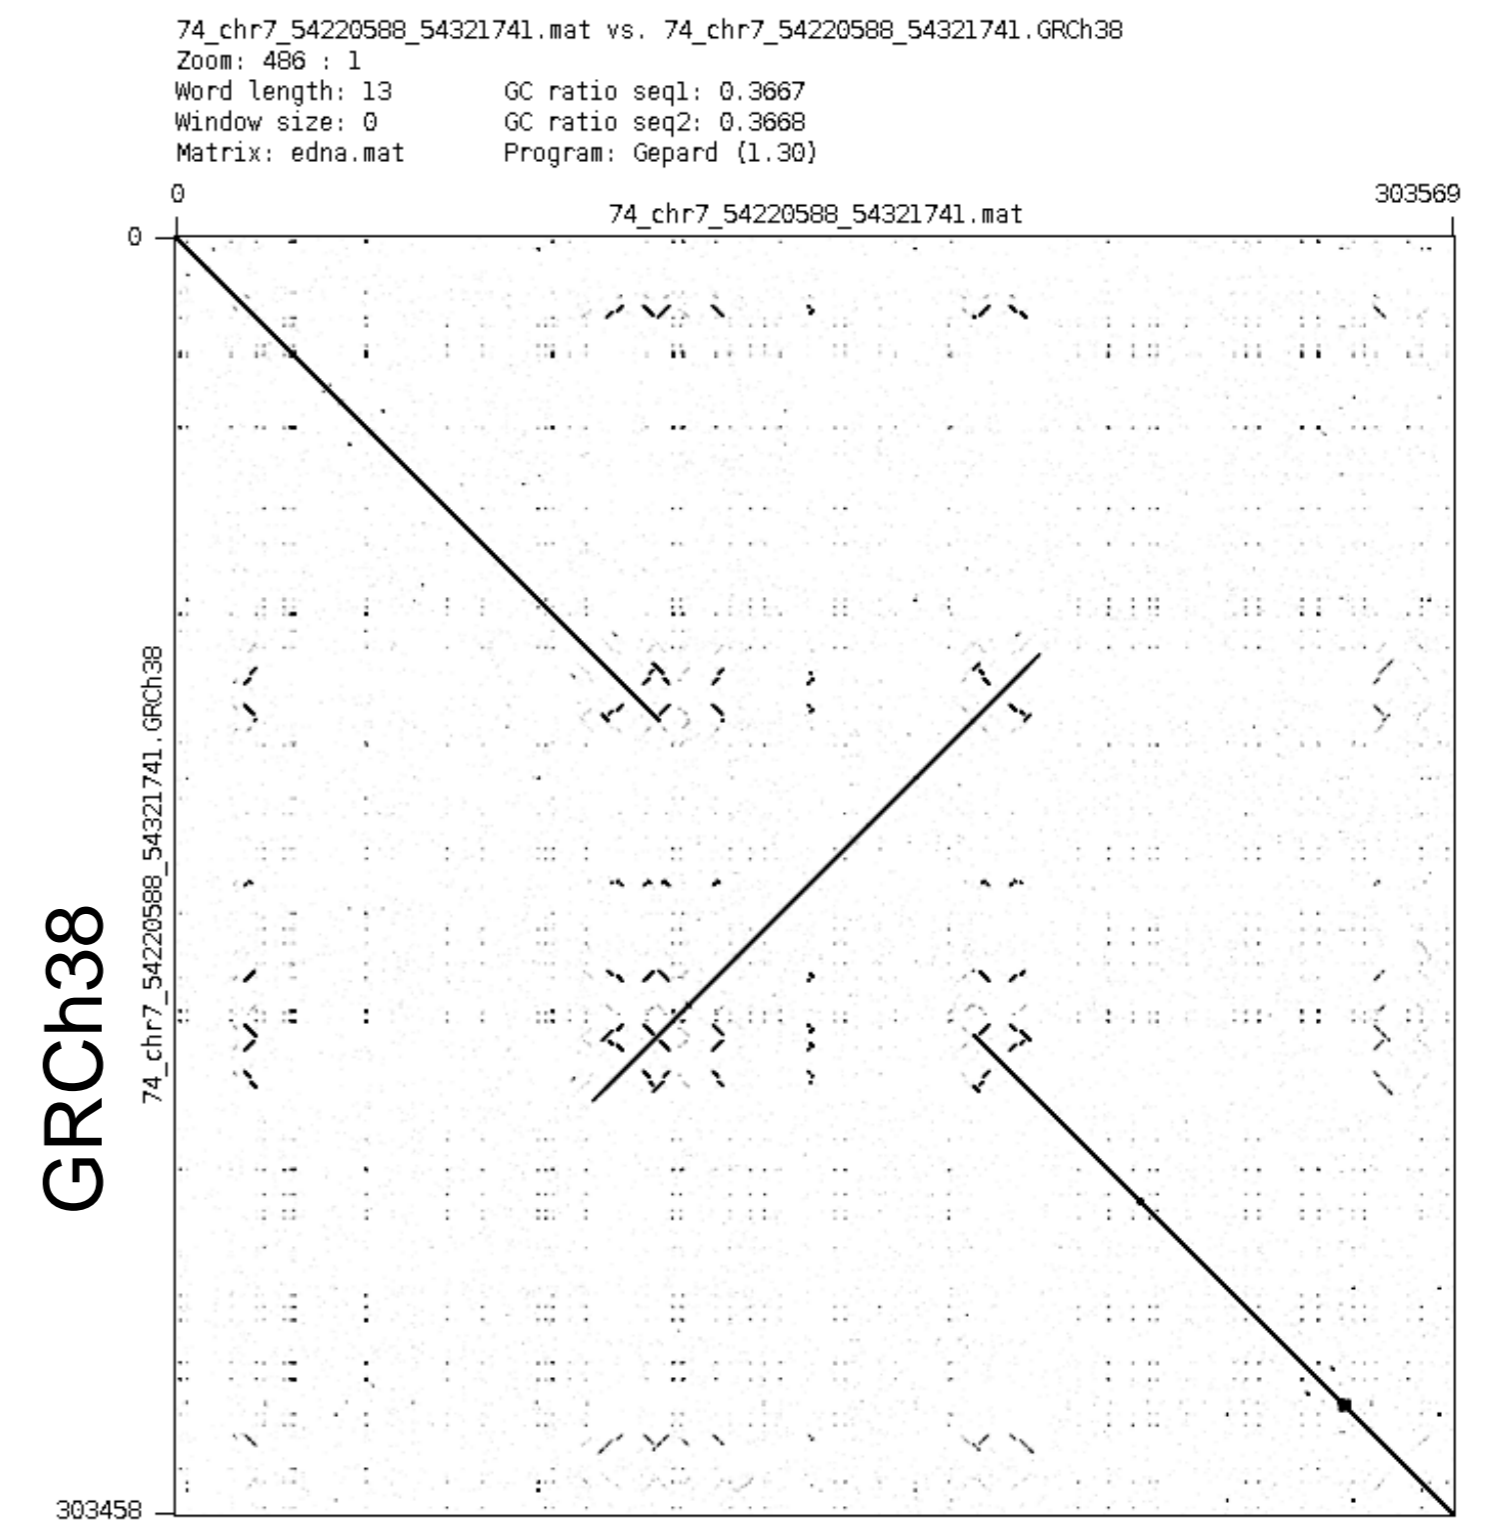 74_chr7_54220588_54321741.mat vs. 74_chr7_54220588_54321741.GRCh38
Zoom: 486 : 1
Word length: 13 GC ratio seq1: 0.3667
Window size: 0 GC ratio seq2: 0.3668
Matrix: edna.mat Program: Gepard (1.30)
0 303569
74_chr7_54220588_54321741.mat
0
74_chr7_54220588_54321741.GRCh38
GRCh38
303458